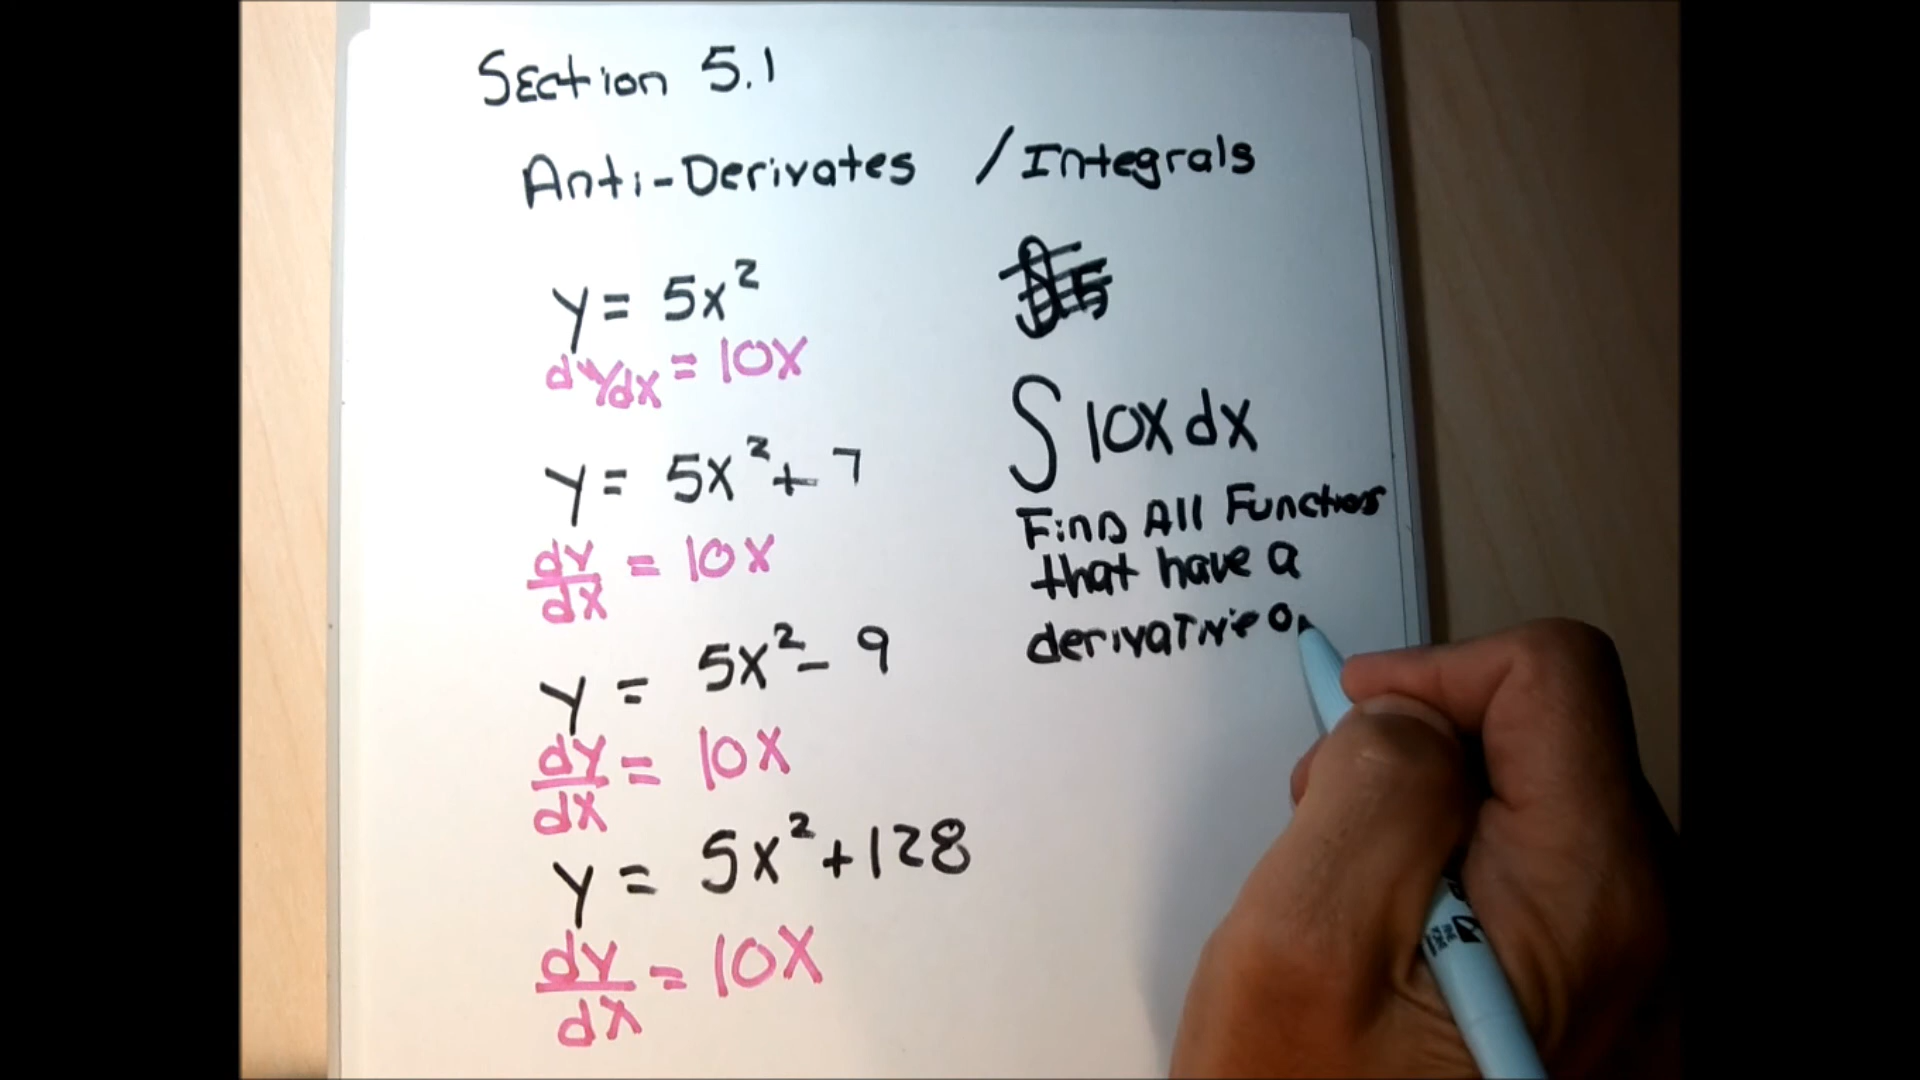 Section 5.1
Anti-Derivates / Integrals
y = 5x²
dy/dx = 10x
y = 5x² + 7
dy/dx = 10x
y = 5x² - 9
dy/dx = 10x
y = 5x² + 128
dy/dx = 10x
∫ 10x dx
Find All Functions
that have a
derivative o